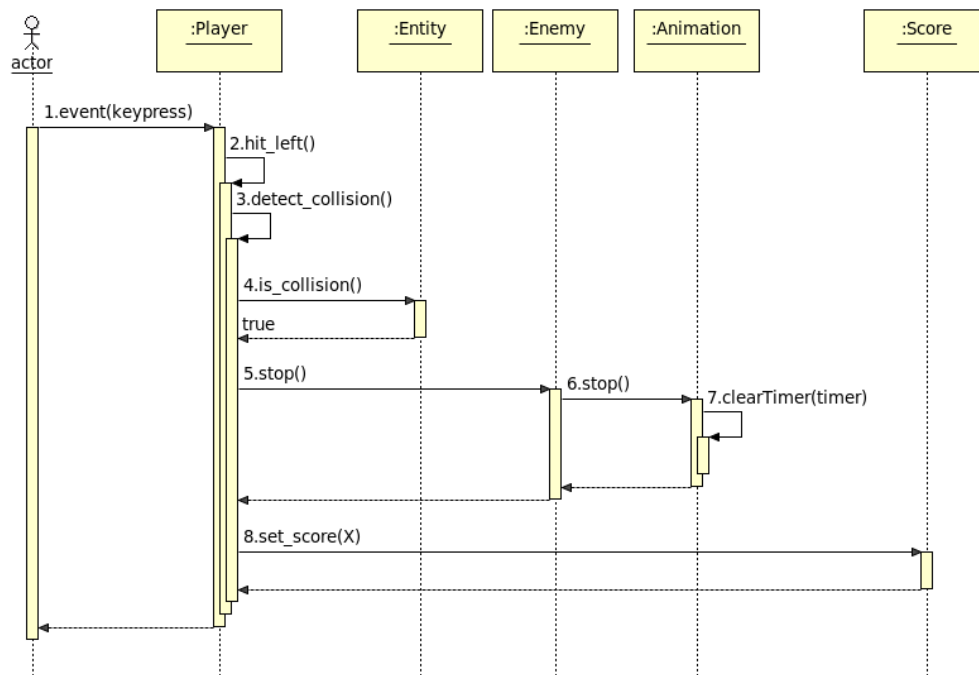 :Player
:Entity
:Enemy
:Animation
:Score
actor
1.event(keypress)
2.hit_left()
3.detect_collision()
4.is_collision()
true
5.stop()
6.stop()
7.clearTimer(timer)
8.set_score(X)